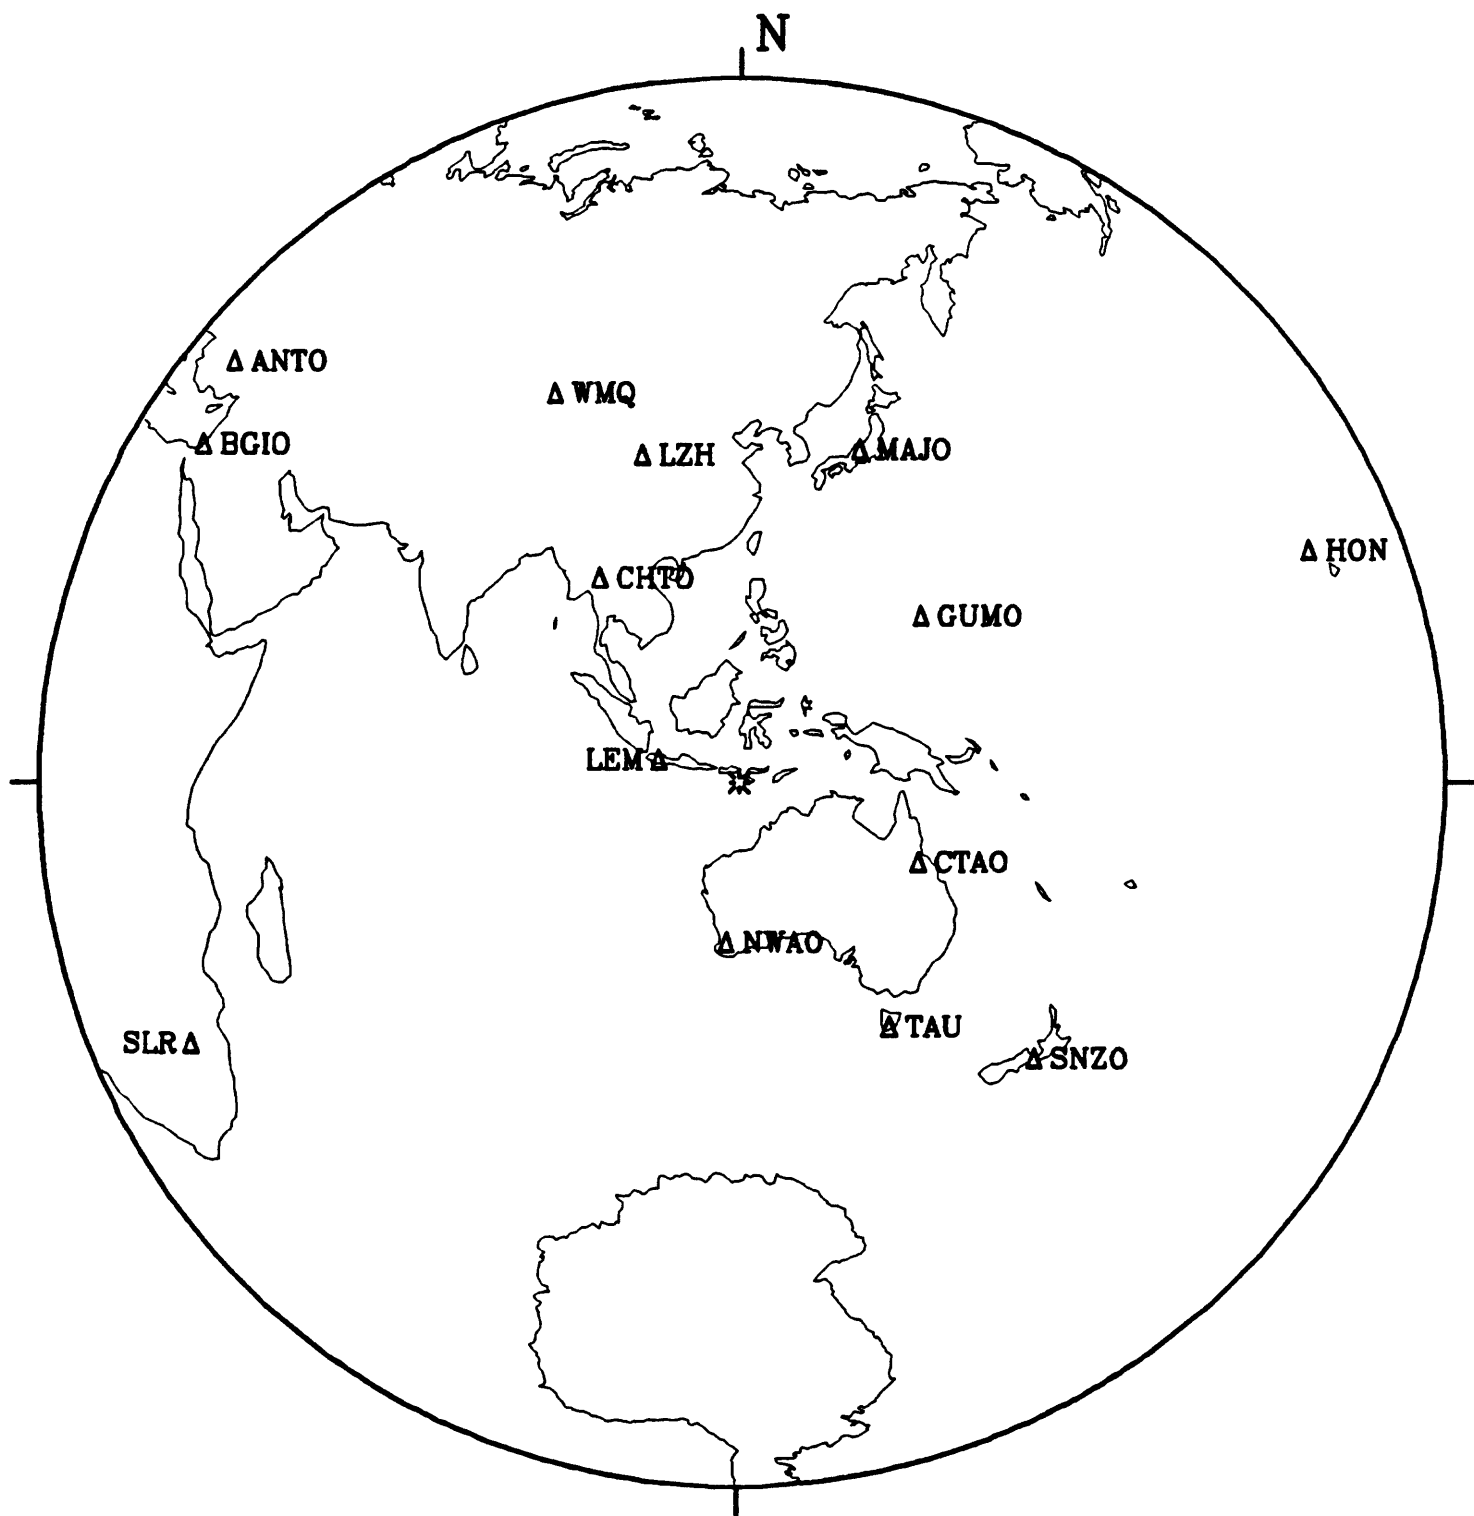 N
ANTO
WMQ
BGIO
LZH
MAJO
HON
CHTO
GUMO
LEM
CTAO
NWAO
TAU
SLR
SNZO